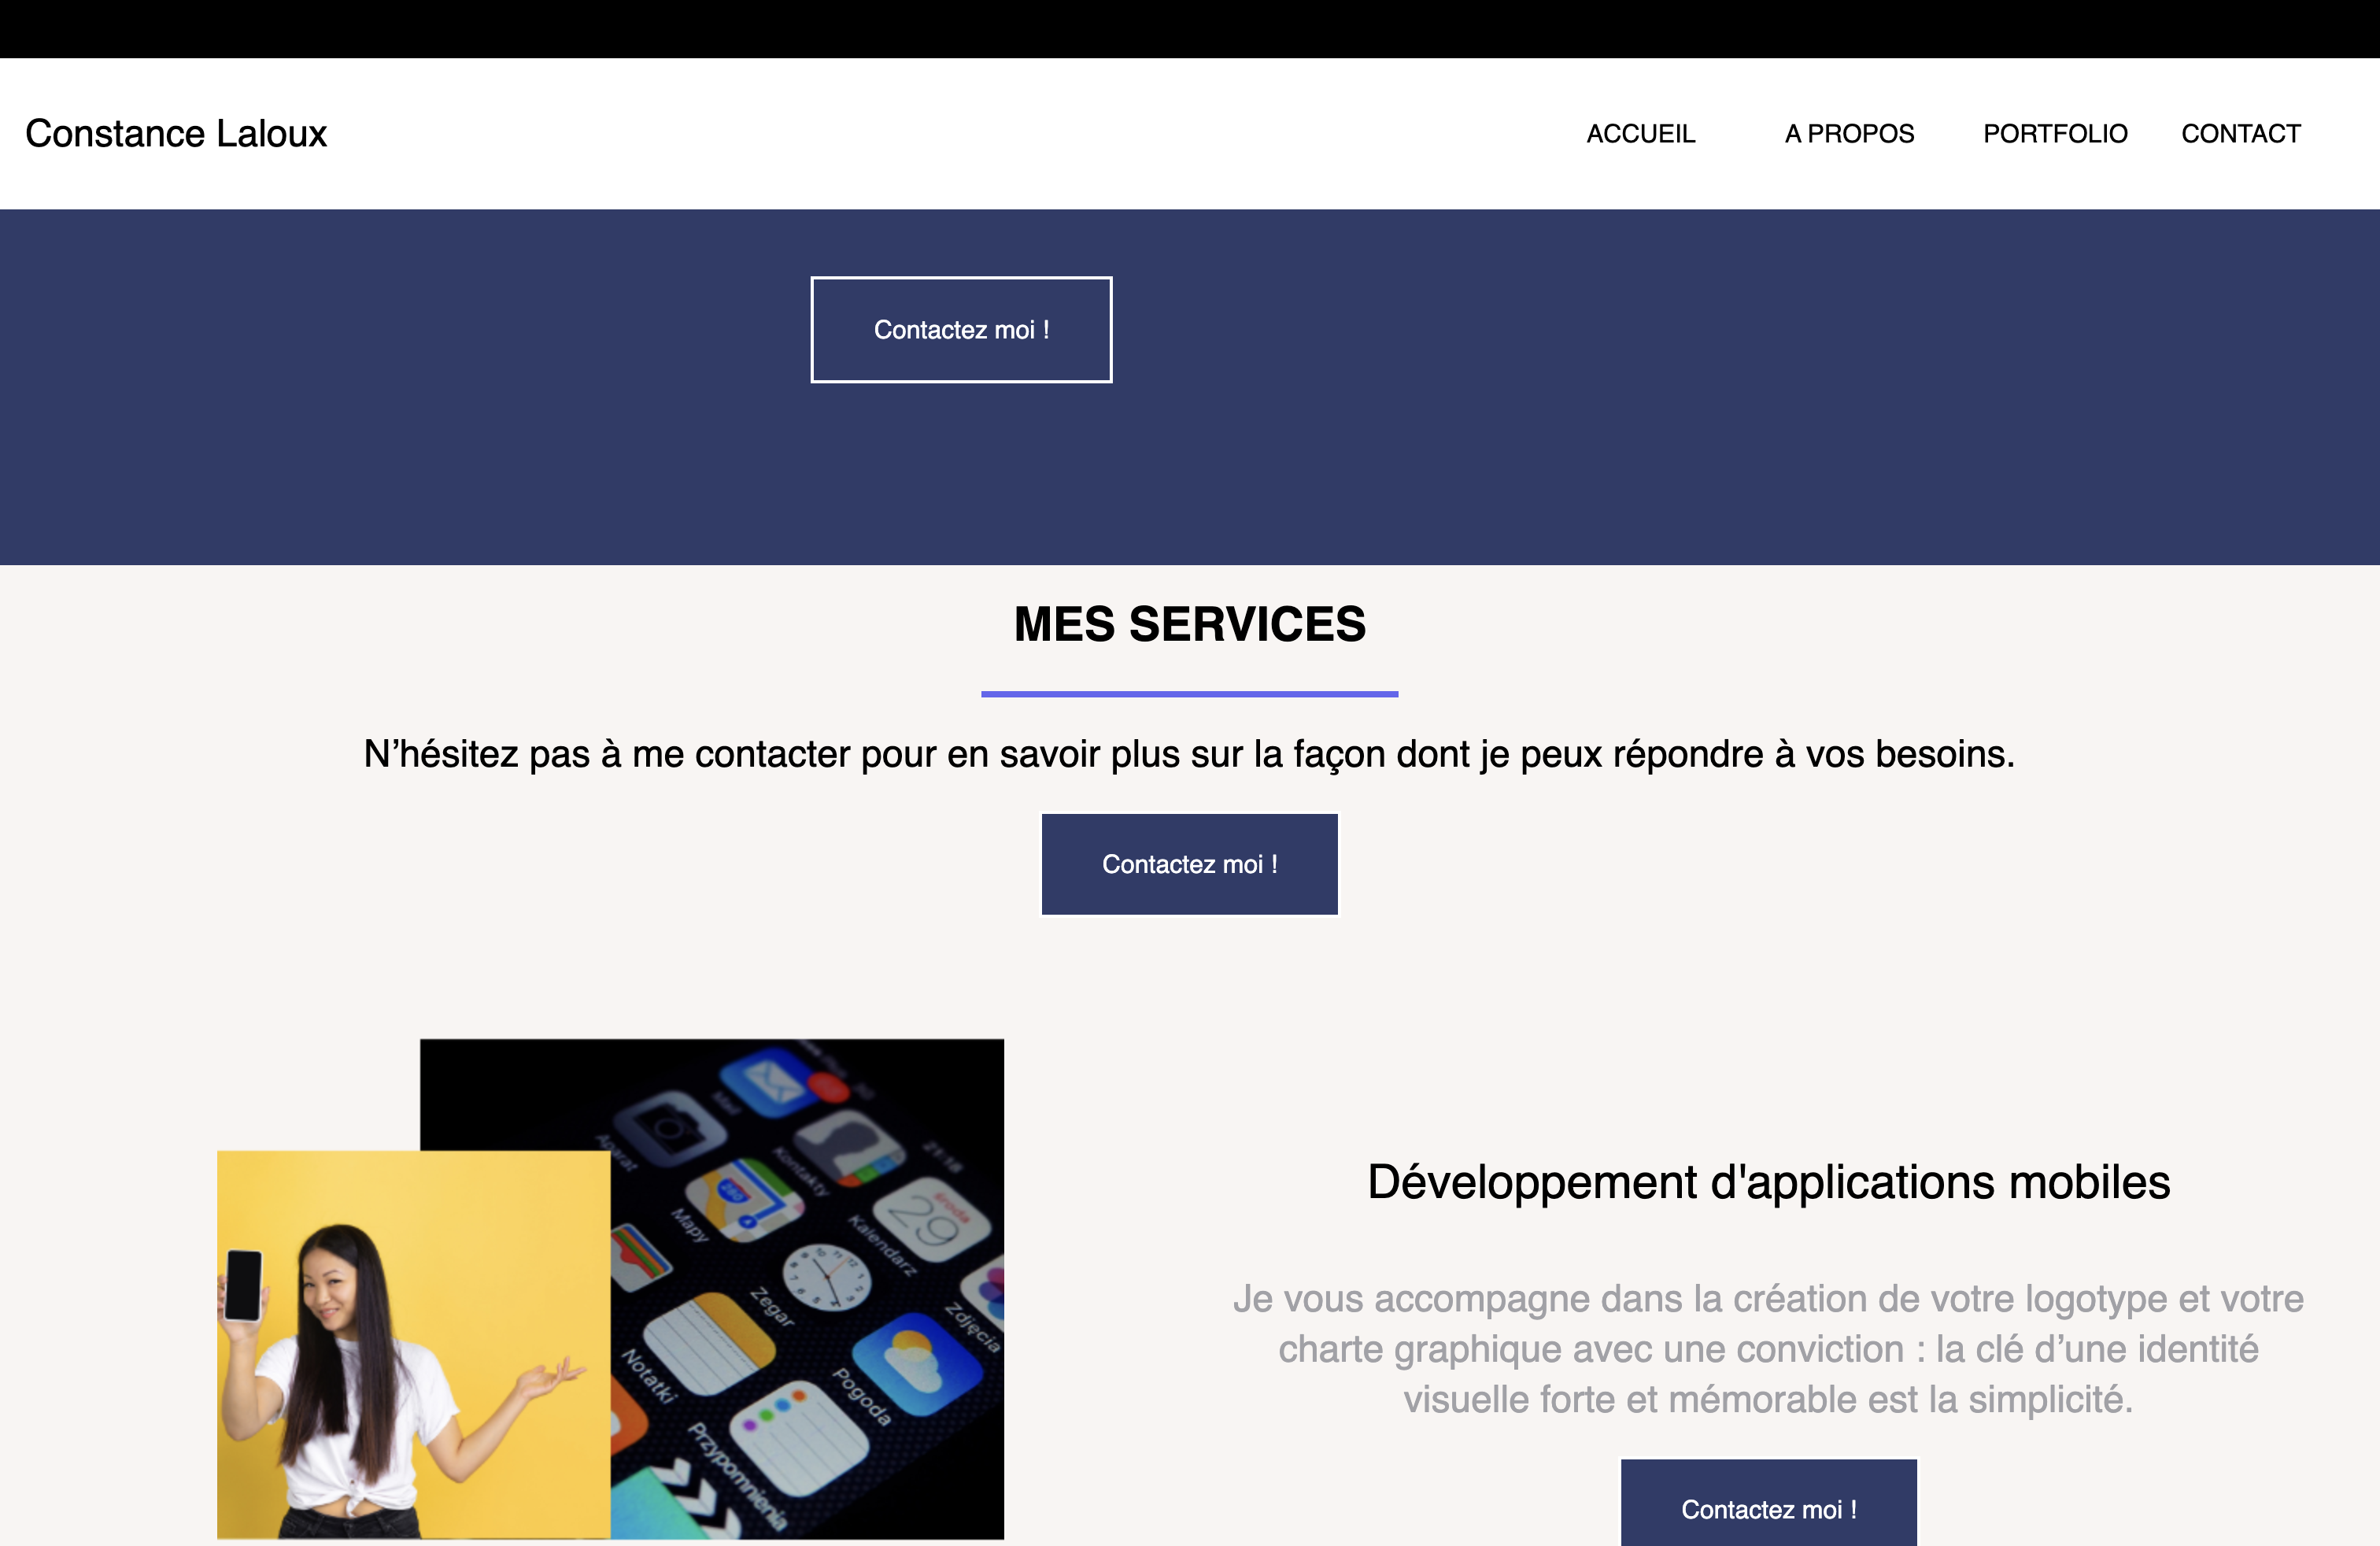 Constance Laloux
ACCUEIL
A PROPOS
PORTFOLIO
CONTACT
Contactez moi !
MES SERVICES
N’hésitez pas à me contacter pour en savoir plus sur la façon dont je peux répondre à vos besoins.
Contactez moi !
Mail
Aparat
Kontakty
21:18
280
Mapy
środa
29
Kalendarz
Zegar
Zdjęcia
Notatki
Pogoda
Przypomnienia
Développement d'applications mobiles
Je vous accompagne dans la création de votre logotype et votre
charte graphique avec une conviction : la clé d’une identité
visuelle forte et mémorable est la simplicité.
Contactez moi !